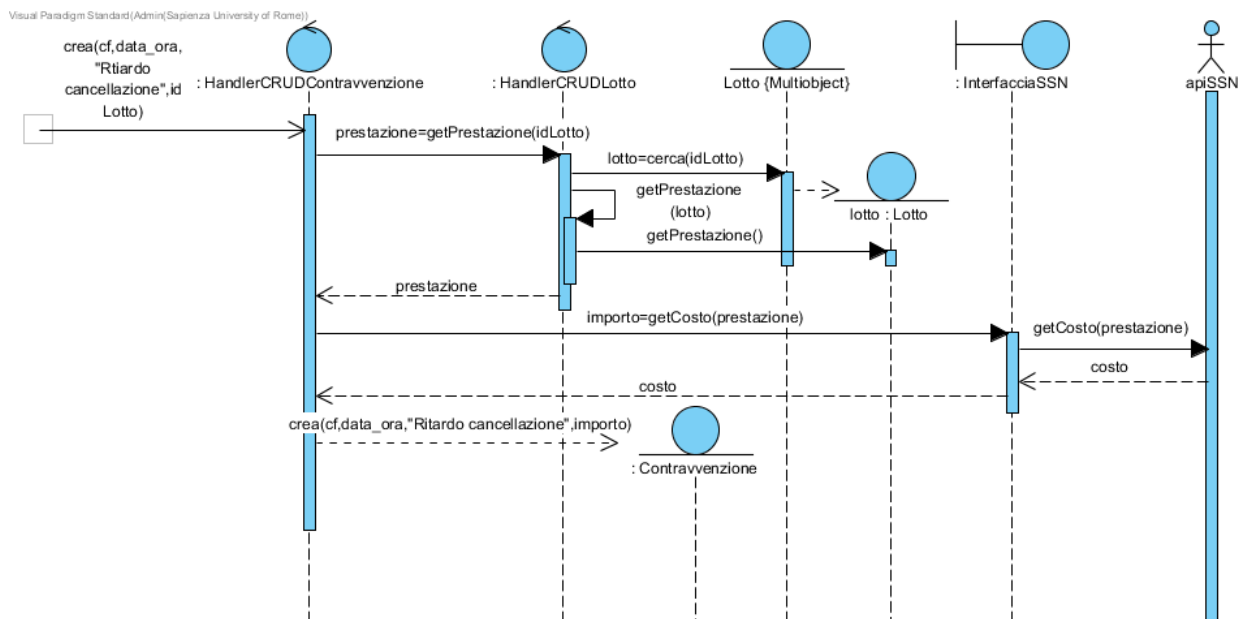 Visual Paradigm Standard(Admin(Sapienza University of Rome))
crea(cf,data_ora,
"Rtiardo
cancellazione",id
Lotto)
: HandlerCRUDContravvenzione
: HandlerCRUDLotto
Lotto {Multiobject}
: InterfacciaSSN
apiSSN
prestazione=getPrestazione(idLotto)
lotto=cerca(idLotto)
getPrestazione
(lotto)
lotto : Lotto
getPrestazione()
prestazione
importo=getCosto(prestazione)
getCosto(prestazione)
costo
costo
crea(cf,data_ora,"Ritardo cancellazione",importo)
: Contravvenzione